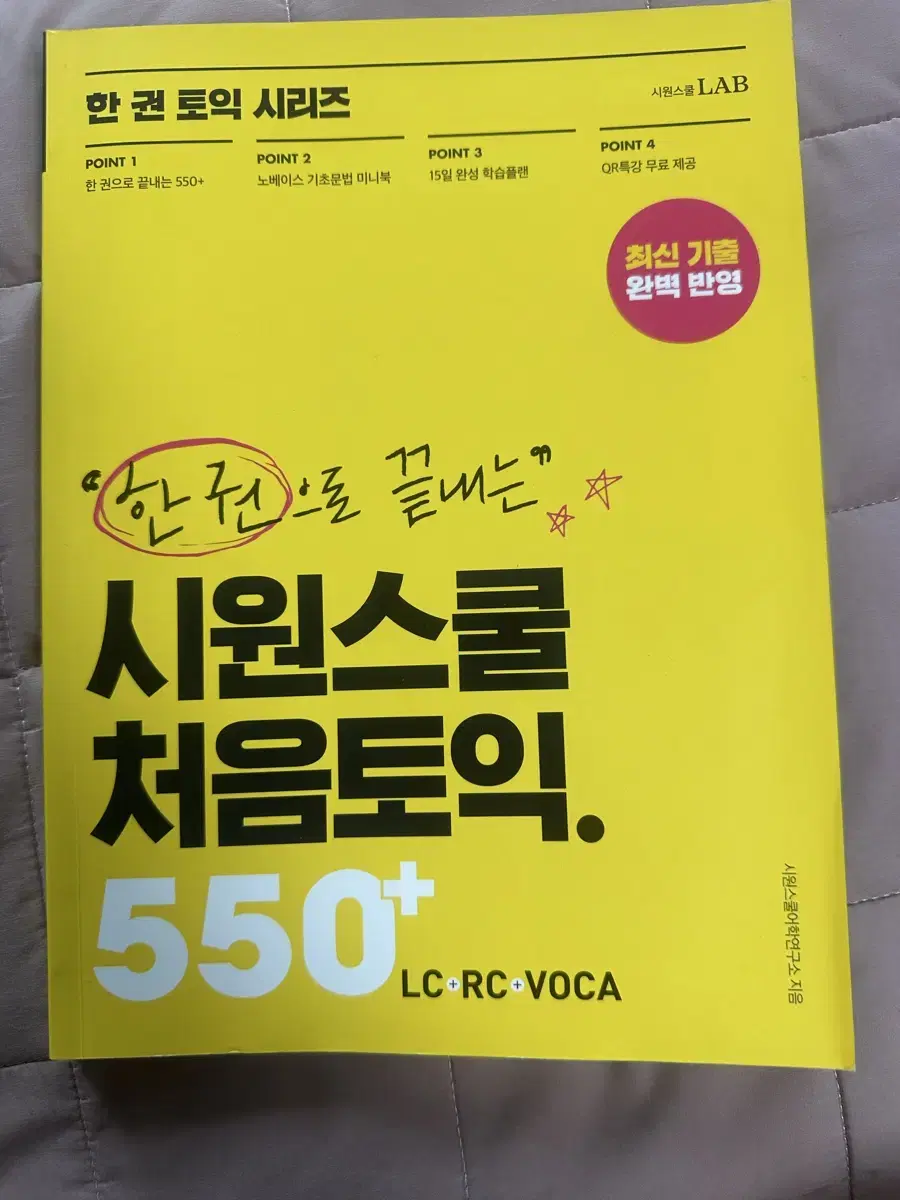 한 권 토익 시리즈
시원스쿨 LAB
POINT 1
한 권으로 끝내는 550+
POINT 2
노베이스 기초문법 미니북
POINT 3
15일 완성 학습플랜
POINT 4
QR특강 무료 제공
최신 기출
완벽 반영
“한 권으로 끝내는”
시원스쿨
처음토익.
550+
LC+RC+VOCA
시원스쿨어학연구소 지음